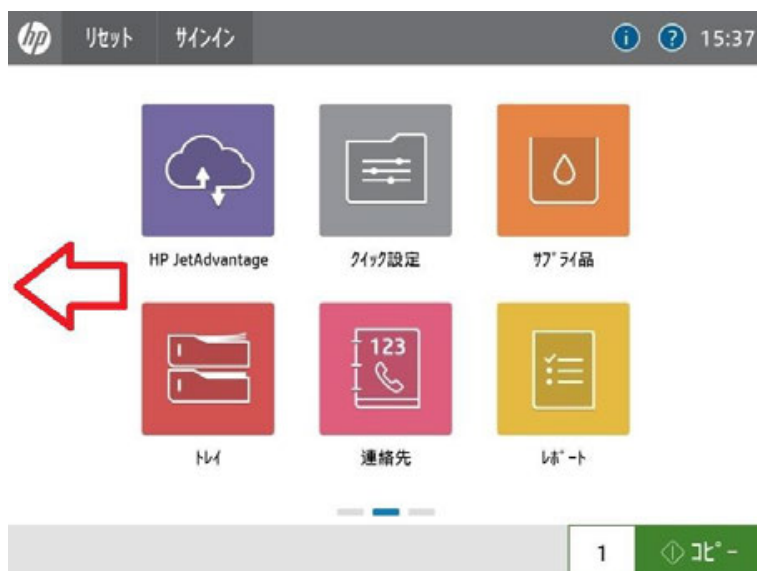 hp リセット サインイン i ? 15:37
HP JetAdvantage クイック設定 サプライ品
123
トレイ 連絡先 レポート
1 コピー